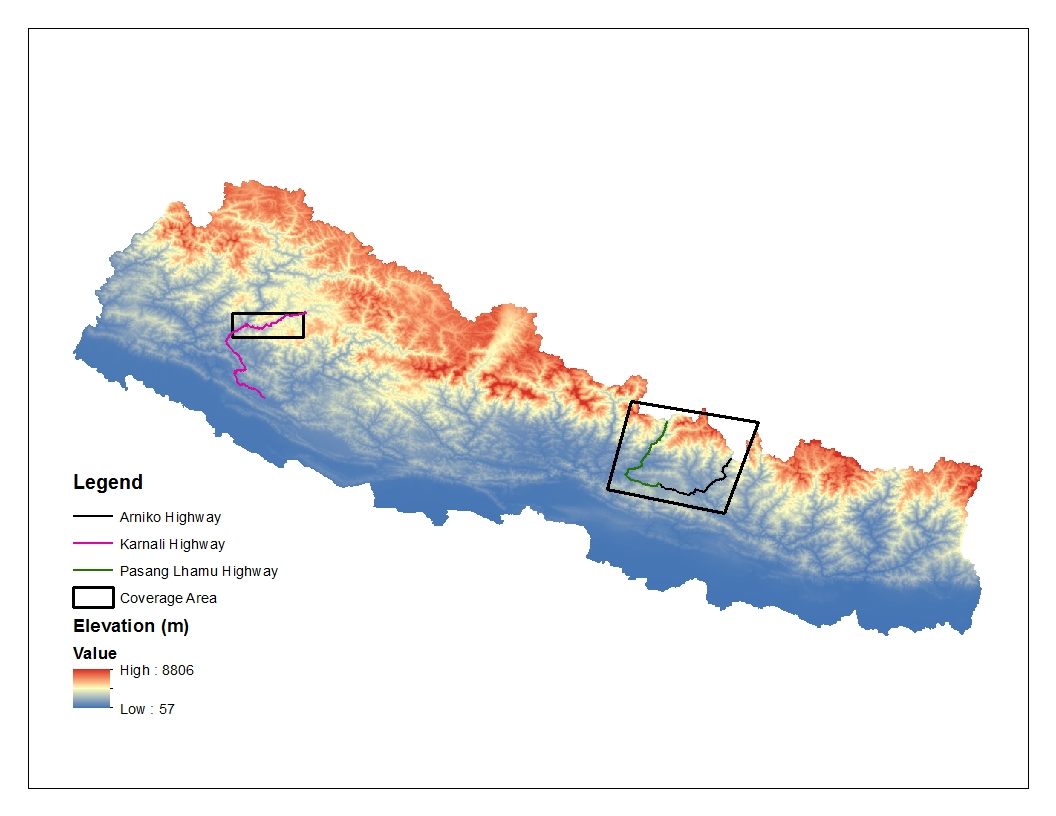 Legend
Arniko Highway
Karnali Highway
Pasang Lhamu Highway
Coverage Area
Elevation (m)
Value
High : 8806
Low : 57